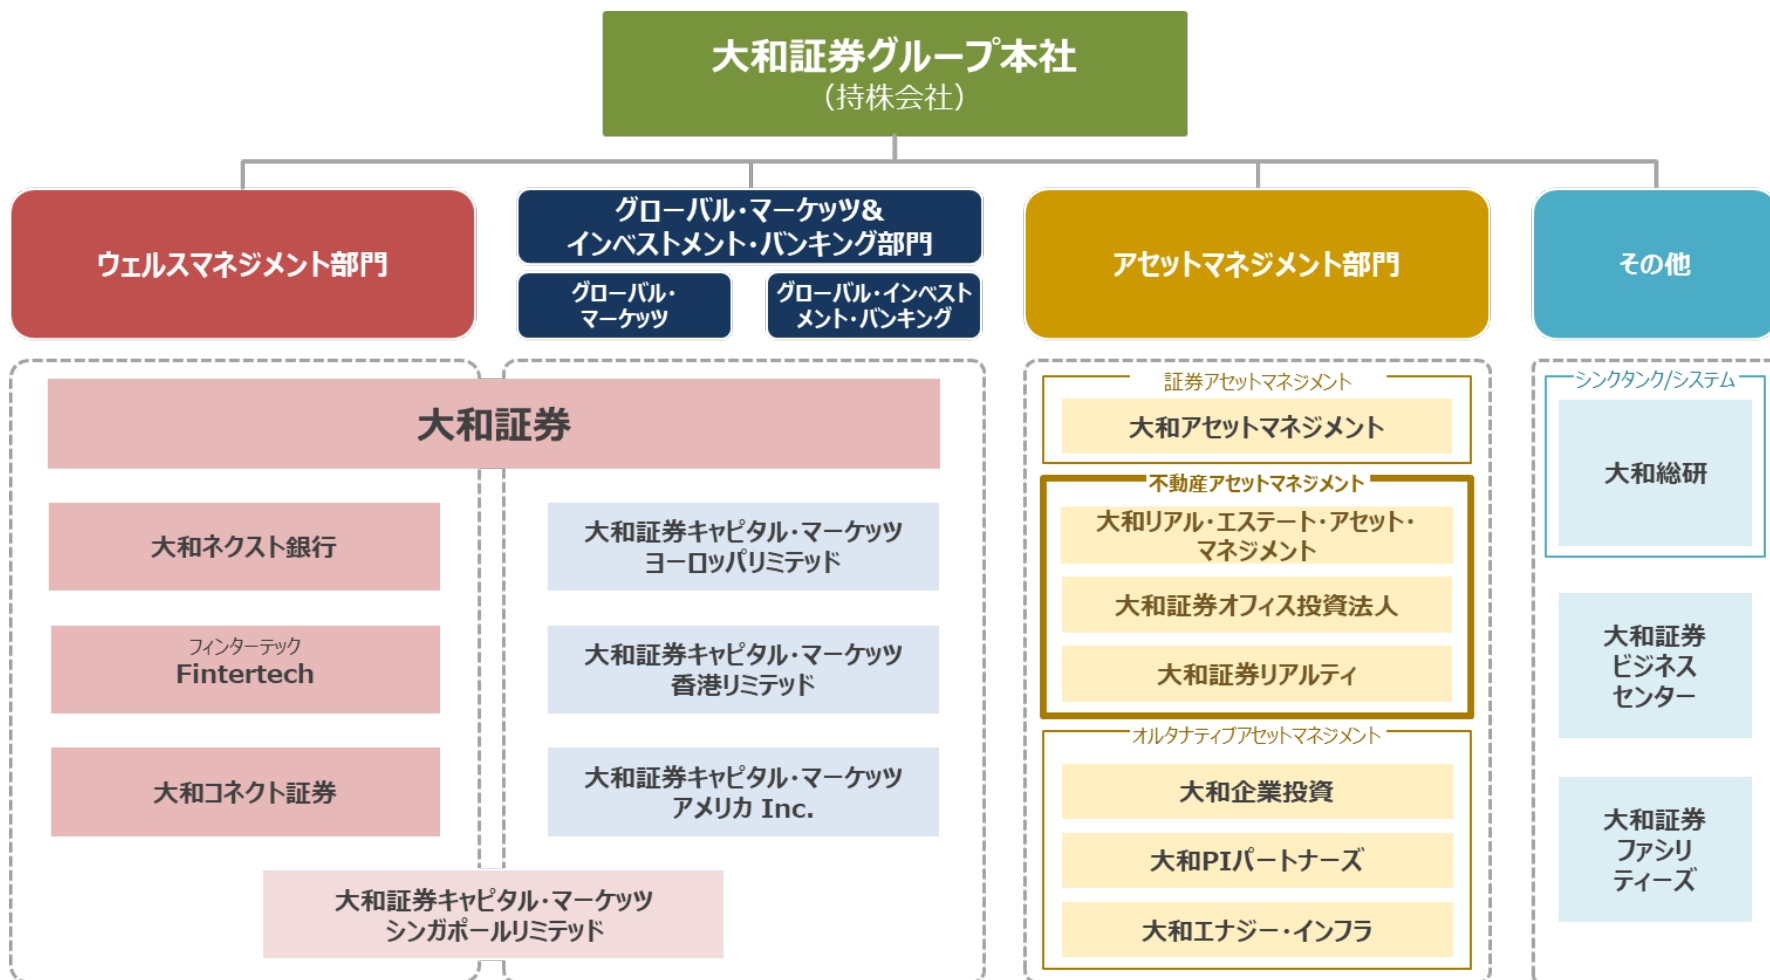 大和証券グループ本社
（持株会社）
ウェルスマネジメント部門
グローバル・マーケッツ&
インベストメント・バンキング部門
グローバル・
マーケッツ
グローバル・インベスト
メント・バンキング
アセットマネジメント部門
その他
大和証券
大和ネクスト銀行
フィンターテック
Fintertech
大和コネクト証券
大和証券キャピタル・マーケッツ
ヨーロッパリミテッド
大和証券キャピタル・マーケッツ
香港リミテッド
大和証券キャピタル・マーケッツ
アメリカ Inc.
大和証券キャピタル・マーケッツ
シンガポールリミテッド
証券アセットマネジメント
大和アセットマネジメント
不動産アセットマネジメント
大和リアル・エステート・アセット・
マネジメント
大和証券オフィス投資法人
大和証券リアルティ
オルタナティブアセットマネジメント
大和企業投資
大和PIパートナーズ
大和エナジー・インフラ
シンクタンク/システム
大和総研
大和証券
ビジネス
センター
大和証券
ファシリ
ティーズ